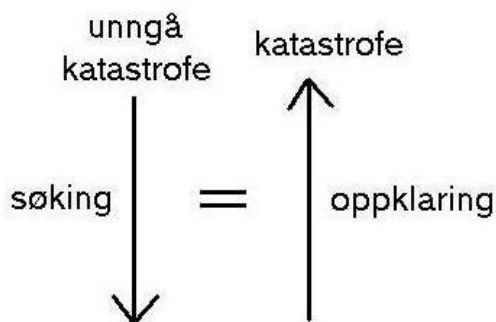 unngå
katastrofe
katastrofe
søking
=
oppklaring